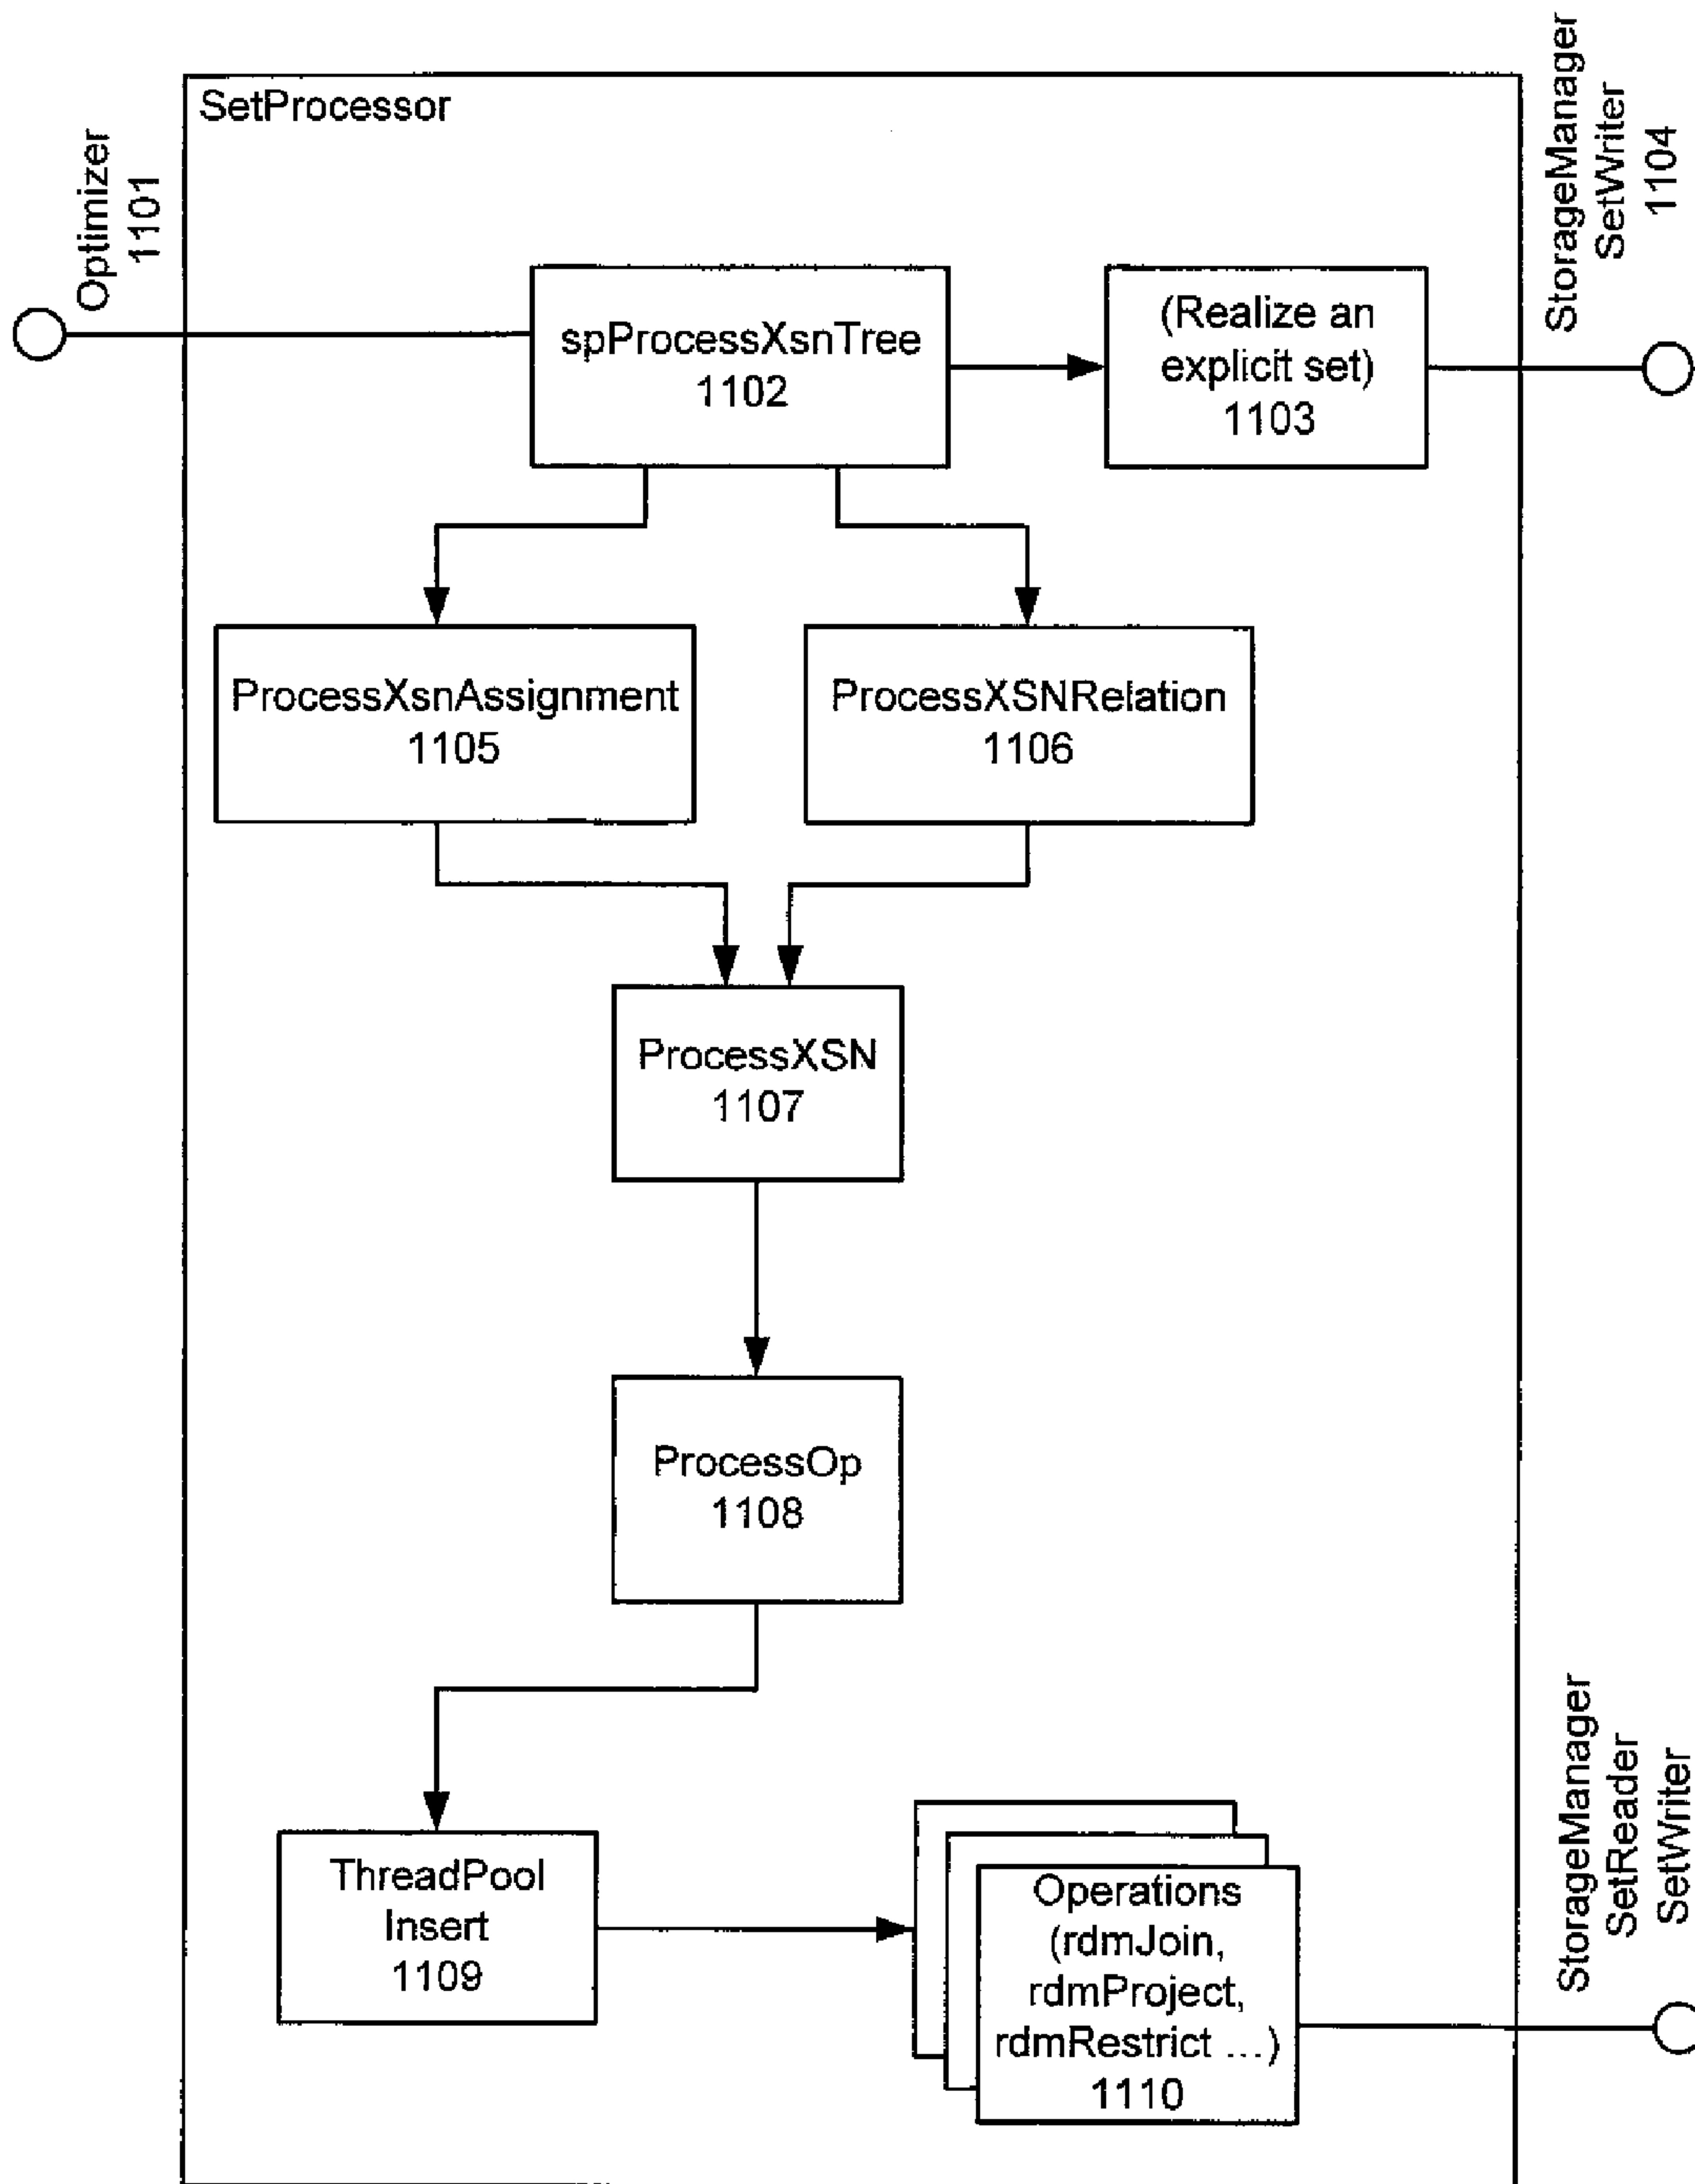 SetProcessor
Optimizer
1101
StorageManager
SetWriter
1104
spProcessXsnTree
1102
(Realize an
explicit set)
1103
ProcessXsnAssignment
1105
ProcessXSNRelation
1106
ProcessXSN
1107
ProcessOp
1108
ThreadPool
Insert
1109
Operations
(rdmJoin,
rdmProject,
rdmRestrict ...)
1110
StorageManager
SetReader
SetWriter